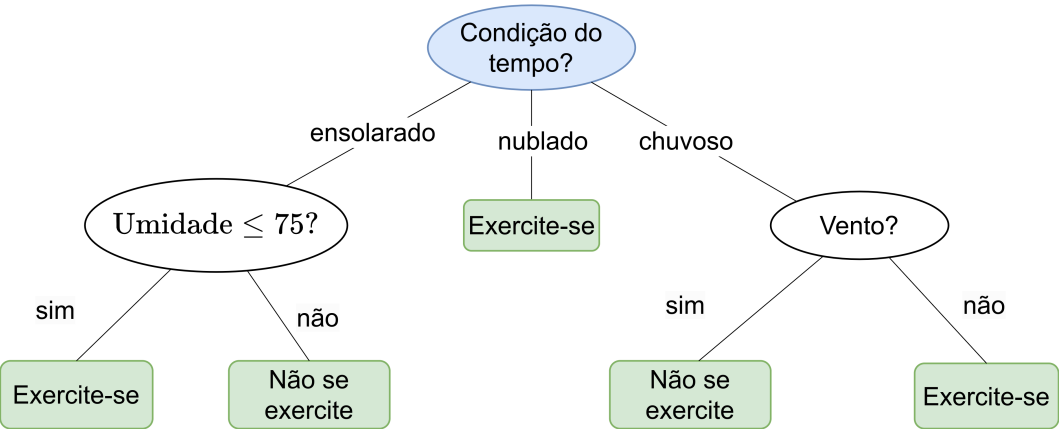 Condição do
tempo?
ensolarado
nublado
chuvoso
Umidade ≤ 75?
Exercite-se
Vento?
sim
não
sim
não
Exercite-se
Não se
exercite
Não se
exercite
Exercite-se